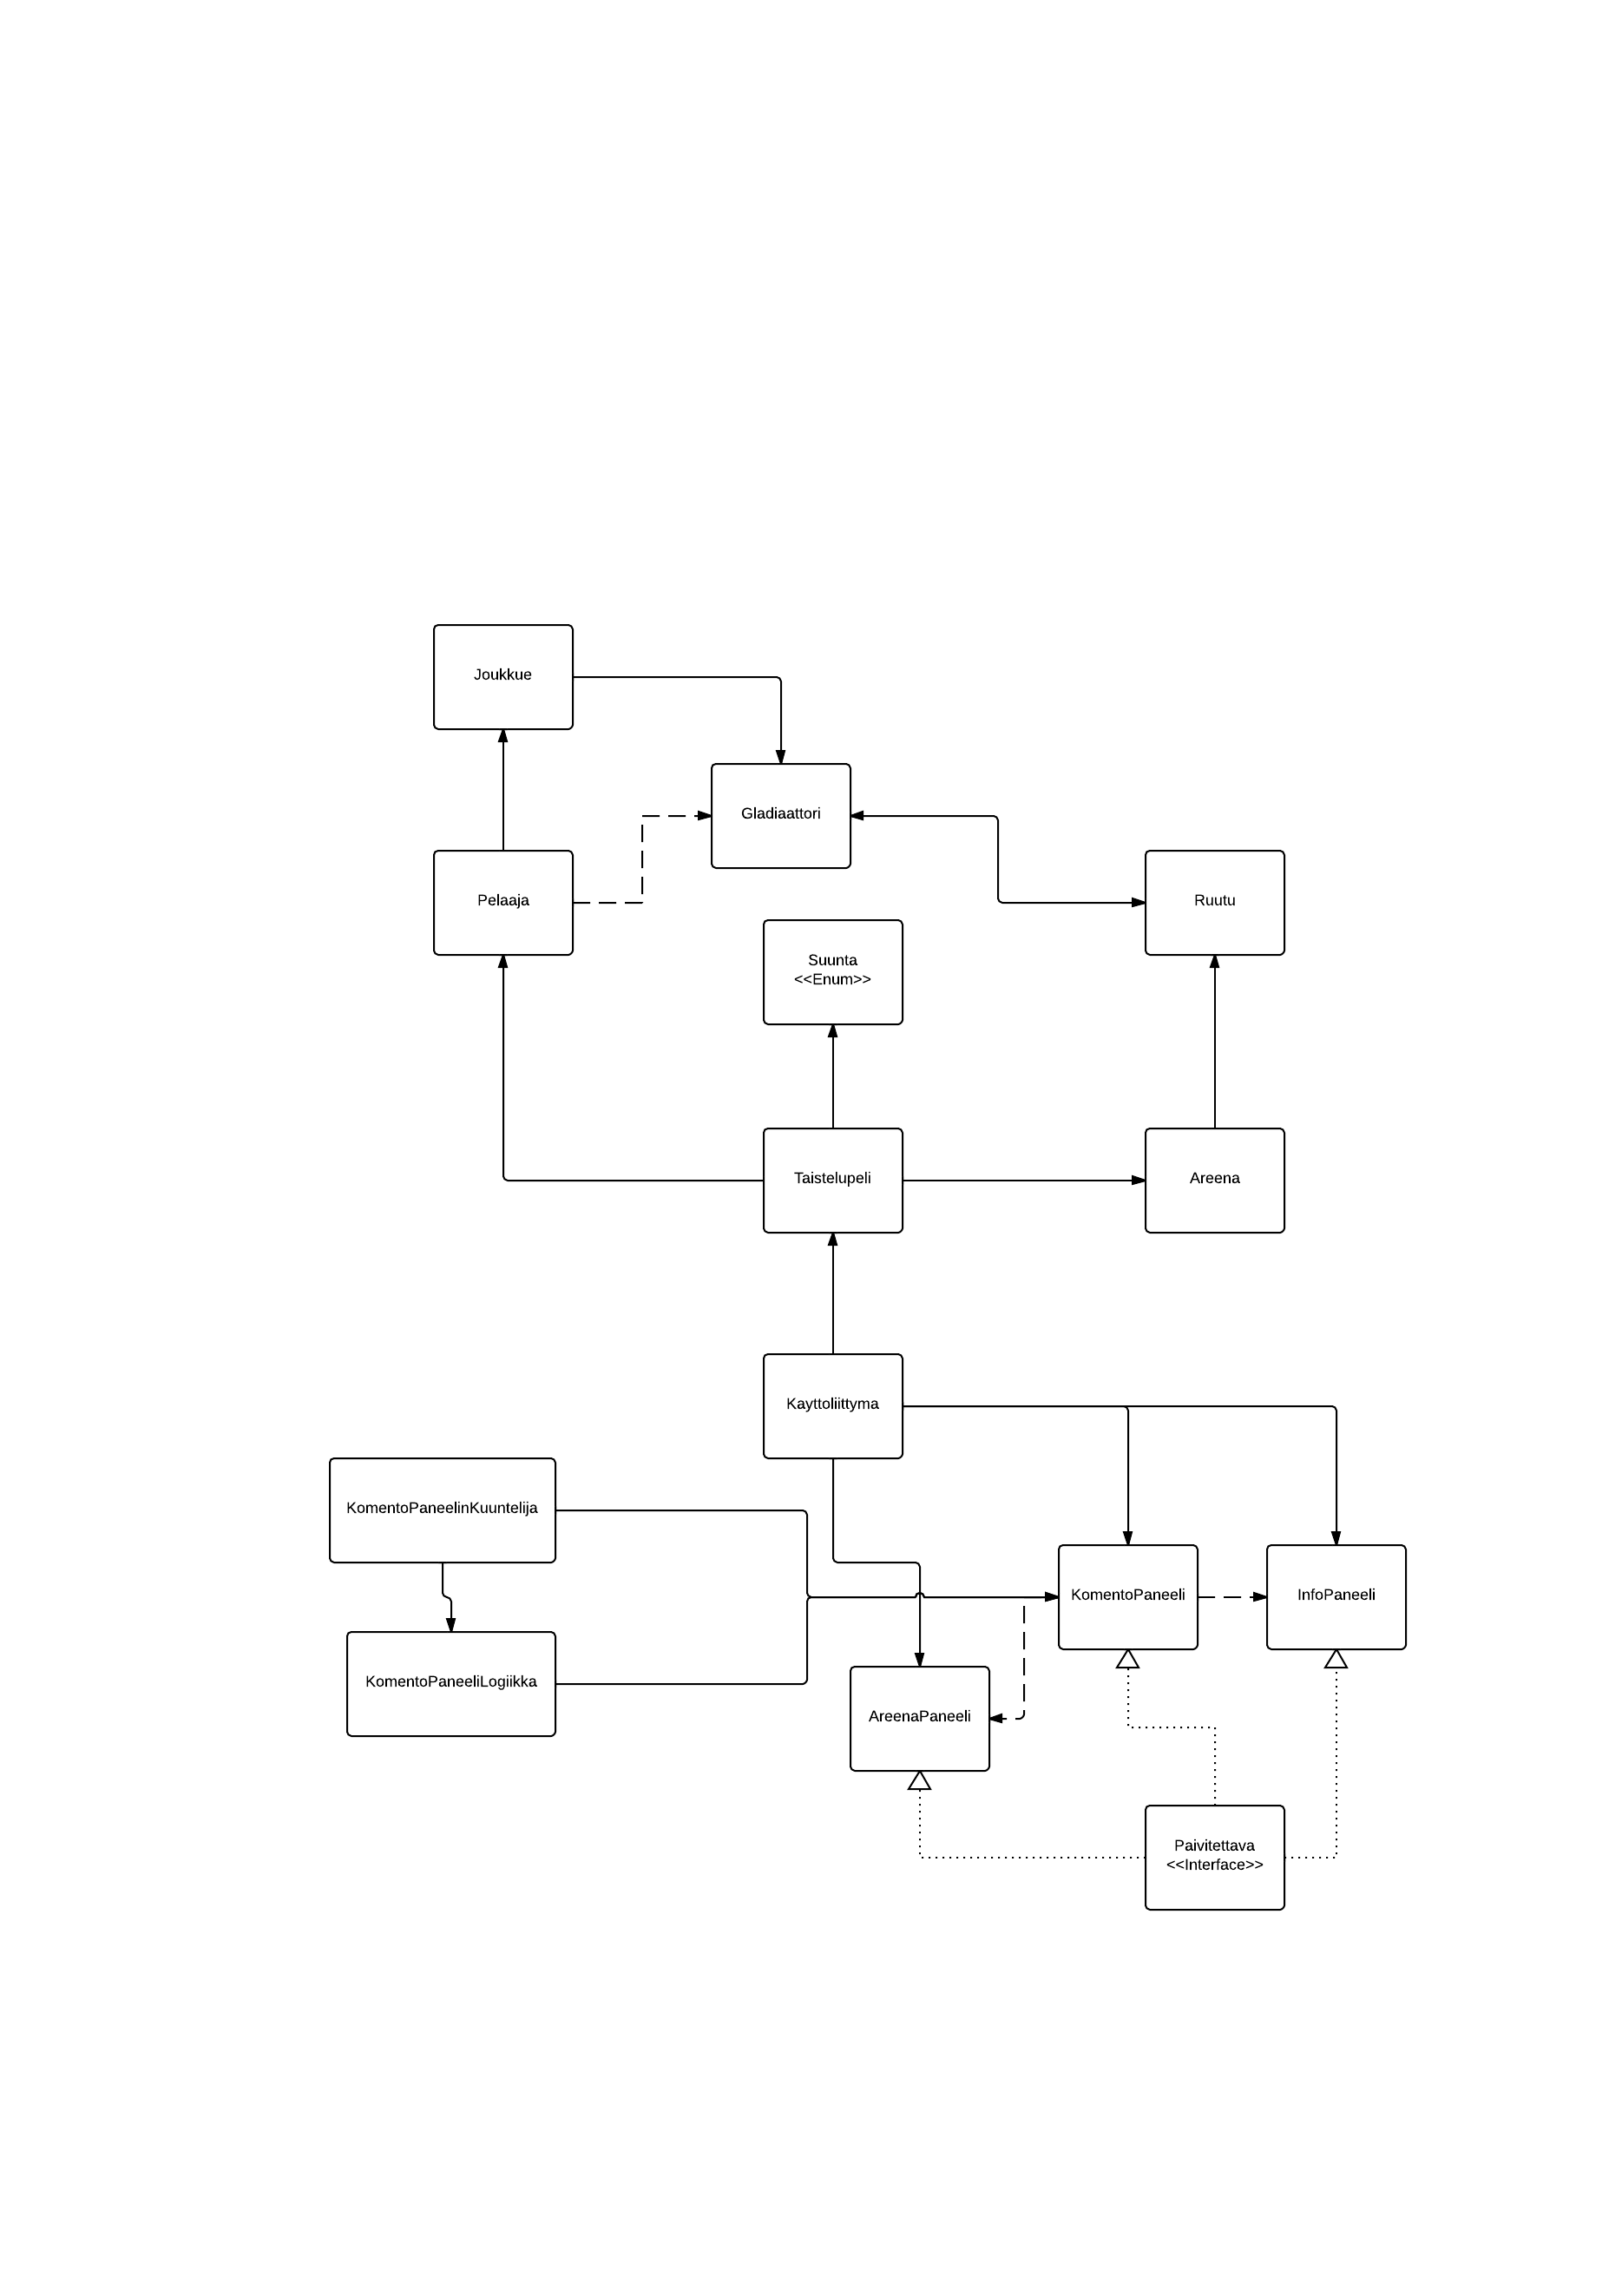 Joukkue
Gladiaattori
Pelaaja
Ruutu
Suunta
<<Enum>>
Taistelupeli
Areena
Kayttoliittyma
KomentoPaneelinKuuntelija
KomentoPaneeli
InfoPaneeli
KomentoPaneeliLogiikka
AreenaPaneeli
Paivitettava
<<Interface>>